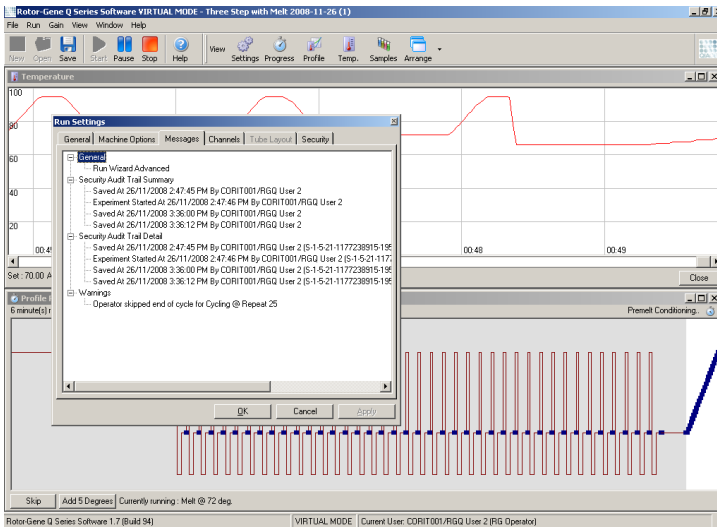 Rotor-Gene Q Series Software VIRTUAL MODE - Three Step with Melt 2008-11-26 (1)
File Run Gain View Window Help
New Open Save Start Pause Stop Help View Settings Progress Profile Temp. Samples Arrange
Temperature
100
80
60
40
20
00:48
00:49
Run Settings
General Machine Options Messages Channels Tube Layout Security
General
Run Wizard Advanced
Security Audit Trail Summary
Saved At 26/11/2008 2:47:45 PM By CORIT001/RGQ User 2
Experiment Started At 26/11/2008 2:47:46 PM By CORIT001/RGQ User 2
Saved At 26/11/2008 3:36:00 PM By CORIT001/RGQ User 2
Saved At 26/11/2008 3:36:12 PM By CORIT001/RGQ User 2
Security Audit Trail Detail
Saved At 26/11/2008 2:47:45 PM By CORIT001/RGQ User 2 (S-1-5-21-1177238915-195
Experiment Started At 26/11/2008 2:47:46 PM By CORIT001/RGQ User 2 (S-1-5-21-1177
Saved At 26/11/2008 3:36:00 PM By CORIT001/RGQ User 2 (S-1-5-21-1177238915-195
Saved At 26/11/2008 3:36:12 PM By CORIT001/RGQ User 2 (S-1-5-21-1177238915-195
Warnings
Operator skipped end of cycle for Cycling @ Repeat 25
OK Cancel Apply
Set : 70.00 A
Close
Profile
6 minute(s) r
Premelt Conditioning..
Skip Add 5 Degrees Currently running : Melt @ 72 deg.
Rotor-Gene Q Series Software 1.7 (Build 94) VIRTUAL MODE Current User: CORIT001/RGQ User 2 (RG Operator)